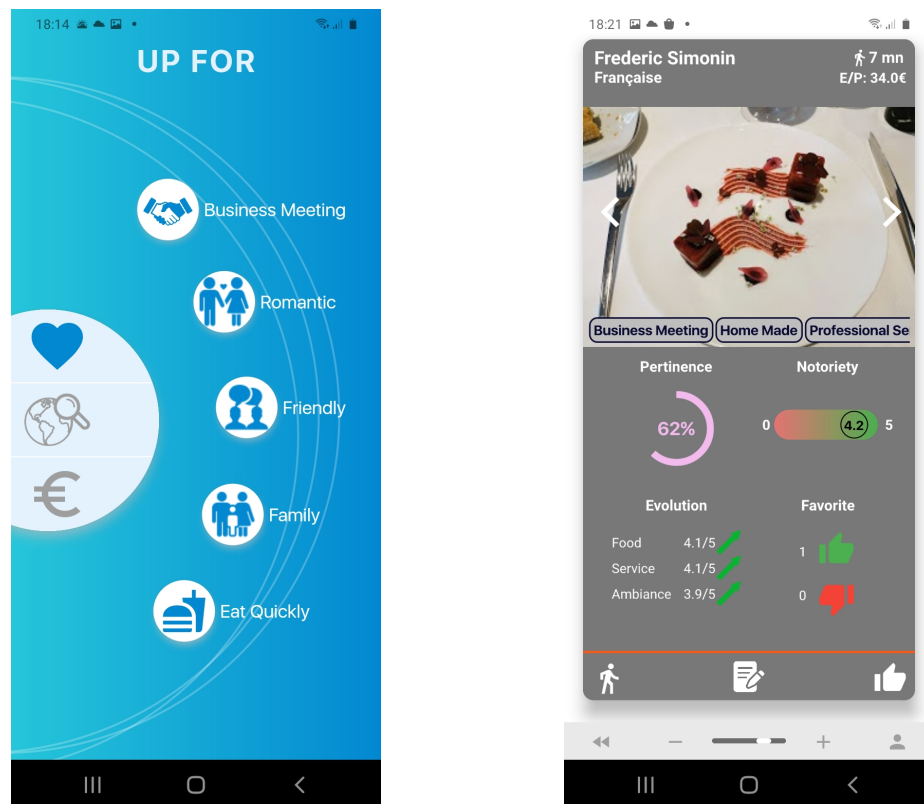 18:14
UP FOR
Business Meeting
Romantic
Friendly
Family
Eat Quickly
18:21
Frederic Simonin 7 mn
Française E/P: 34.0€
Business Meeting Home Made Professional Se
Pertinence Notoriety
62% 0 4.2 5
Evolution Favorite
Food 4.1/5 1
Service 4.1/5
Ambiance 3.9/5 0